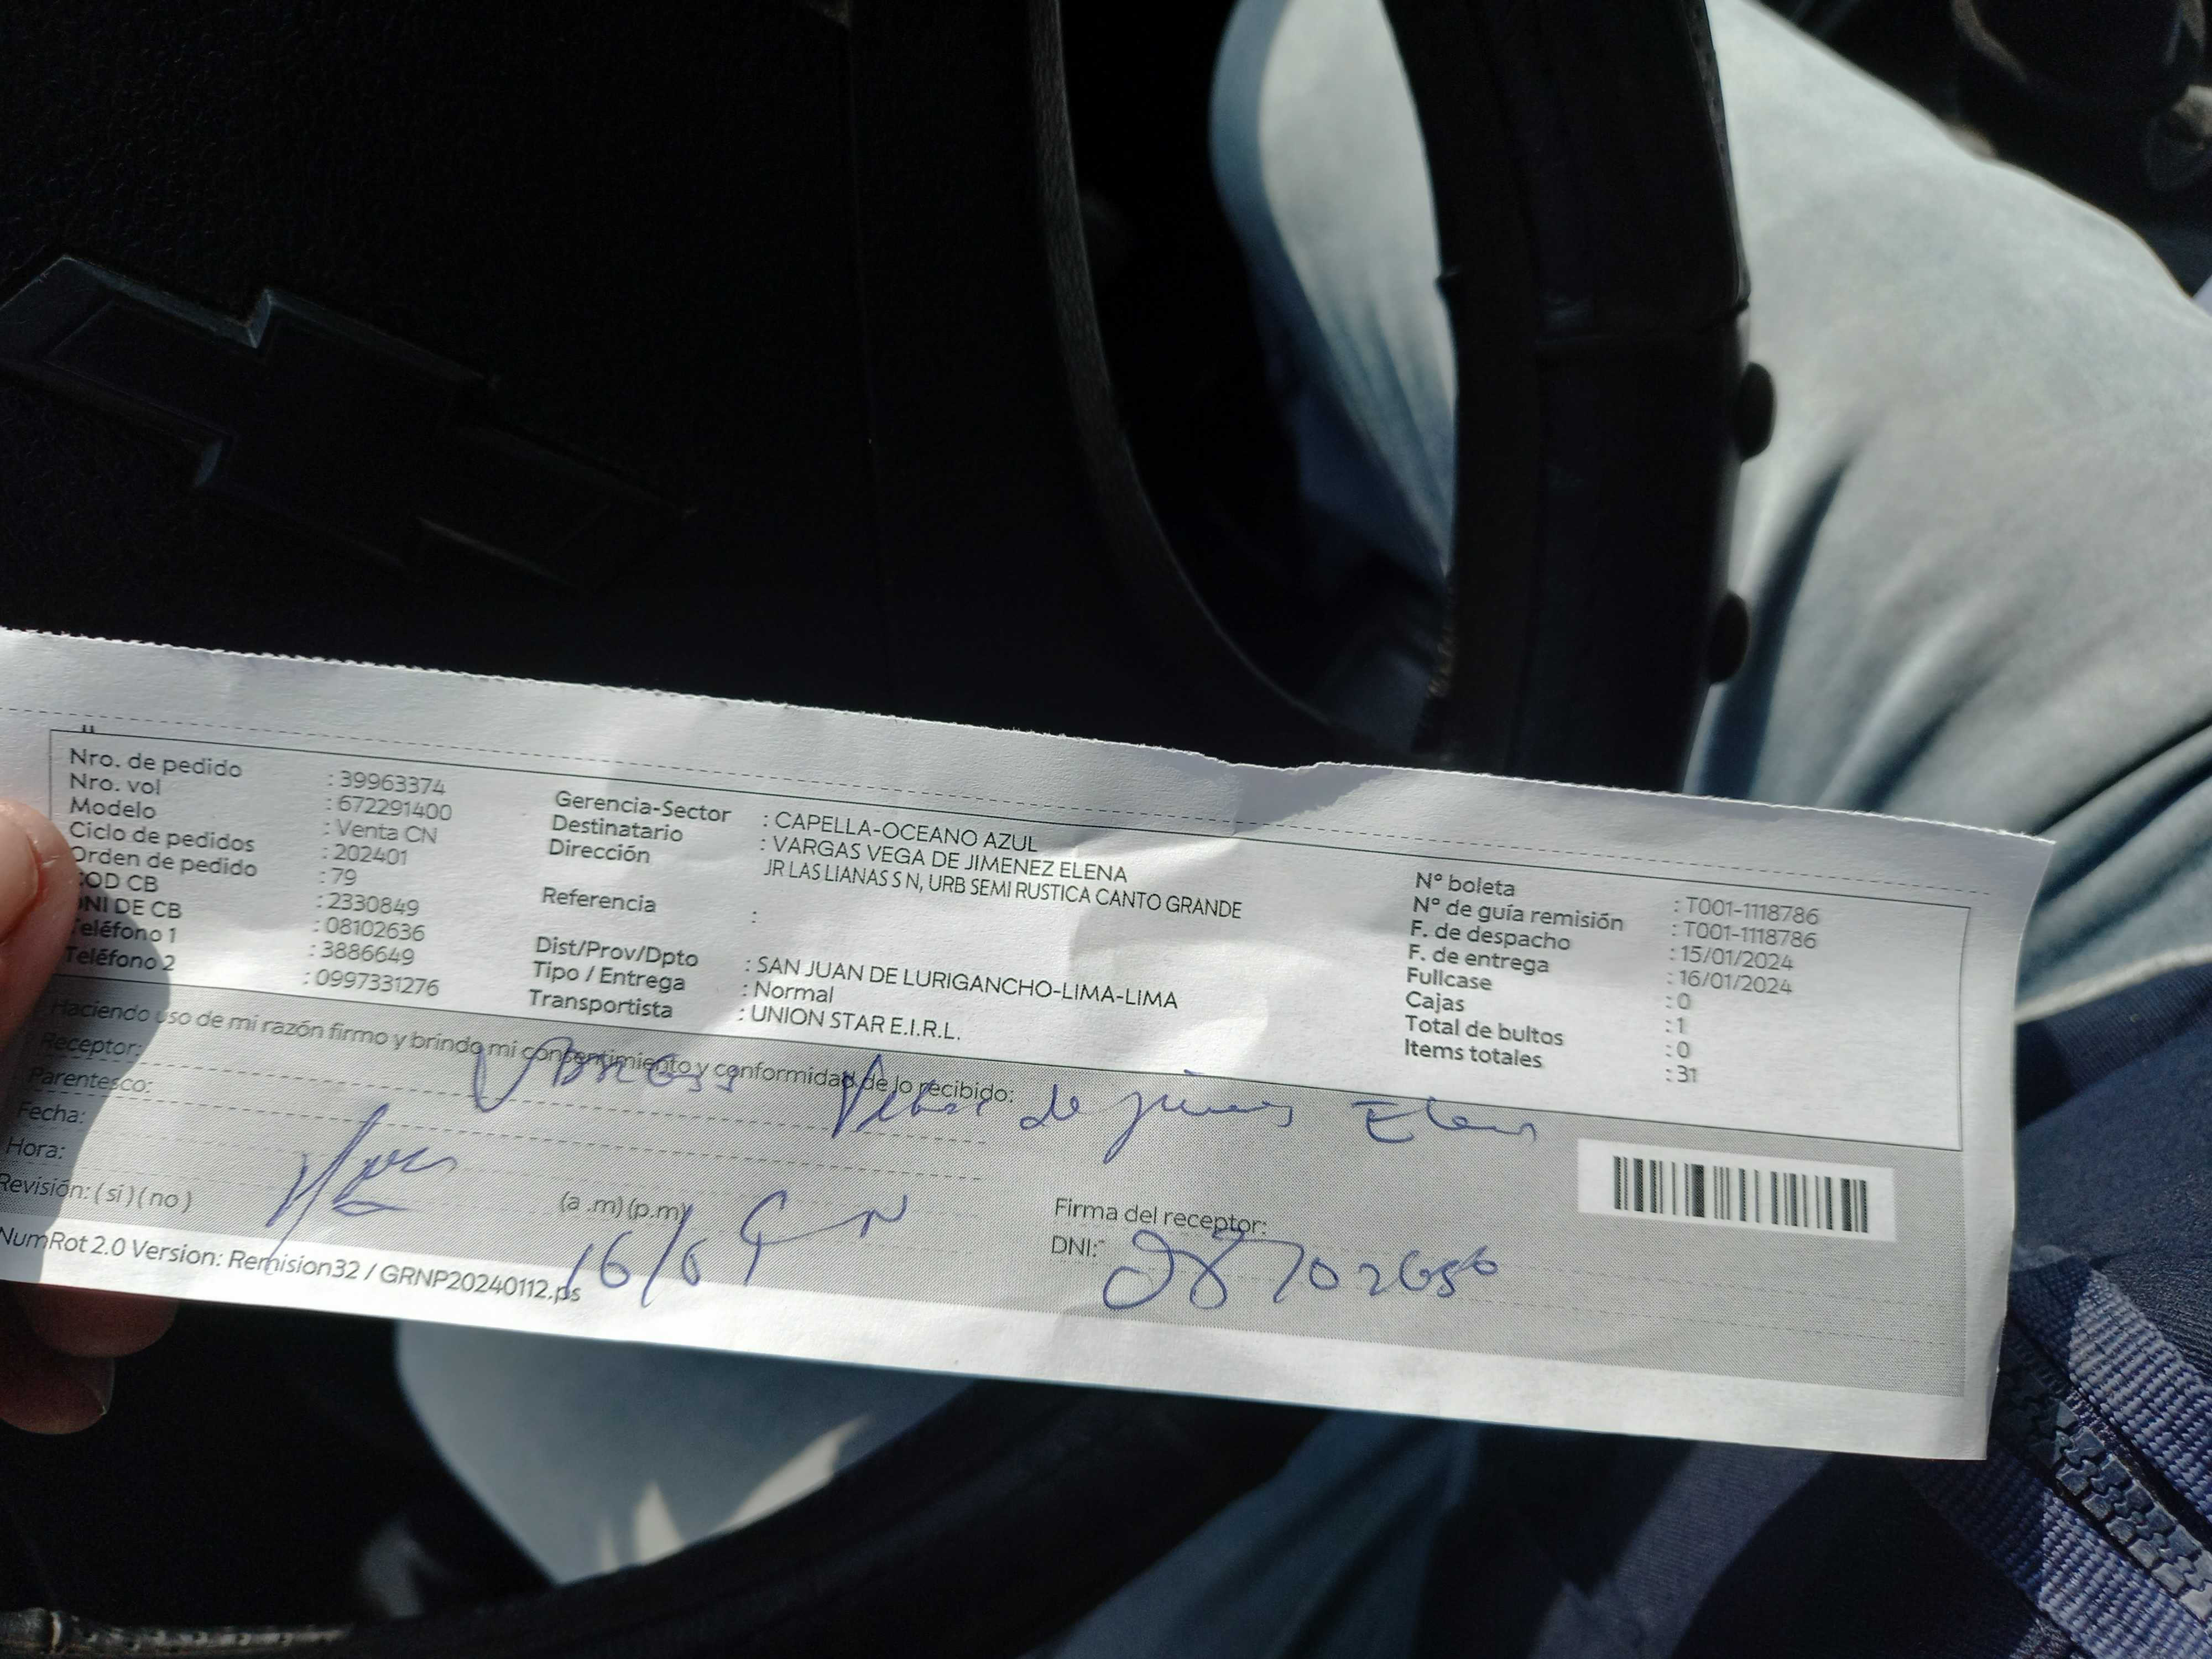 Nro. de pedido : 39963374
Nro. vol : 672291400
Modelo : Venta CN
Ciclo de pedidos : 202401
Orden de pedido : 79
COD CB : 2330849
DNI DE CB : 08102636
Teléfono 1 : 3886649
Teléfono 2 : 0997331276
Gerencia-Sector : CAPELLA-OCEANO AZUL
Destinatario : VARGAS VEGA DE JIMENEZ ELENA
Dirección JR LAS LIANAS S N, URB SEMI RUSTICA CANTO GRANDE
Referencia :
Dist/Prov/Dpto : SAN JUAN DE LURIGANCHO-LIMA-LIMA
Tipo / Entrega : Normal
Transportista : UNION STAR E.I.R.L.
N° boleta : T001-1118786
N° de guía remisión : T001-1118786
F. de despacho : 15/01/2024
F. de entrega : 16/01/2024
Fullcase : 0
Cajas : 1
Total de bultos : 0
Items totales : 31
Haciendo uso de mi razón firmo y brindo mi consentimiento y conformidad de lo recibido:
Receptor: de Elena
Parentesco:
Fecha:
Hora: (a .m) (p.m)
Revisión: ( si ) ( no )
16/01
Firma del receptor:
DNI:
NumRot 2.0 Version: Remision32 / GRNP20240112.ps